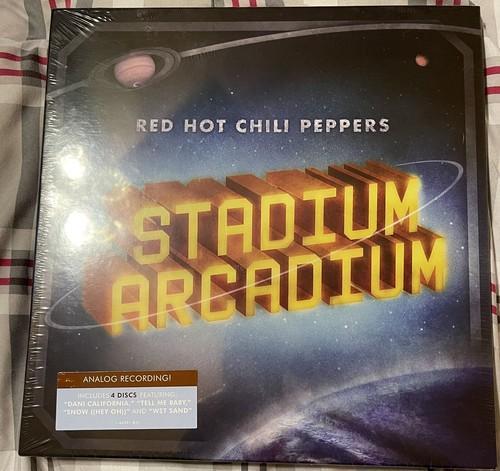 RED HOT CHILI PEPPERS
STADIUM
ARCADIUM
ANALOG RECORDING!
INCLUDES 4 DISCS FEATURING:
"DANI CALIFORNIA," "TELL ME BABY,"
"SNOW ((HEY OH))" AND "WET SAND"